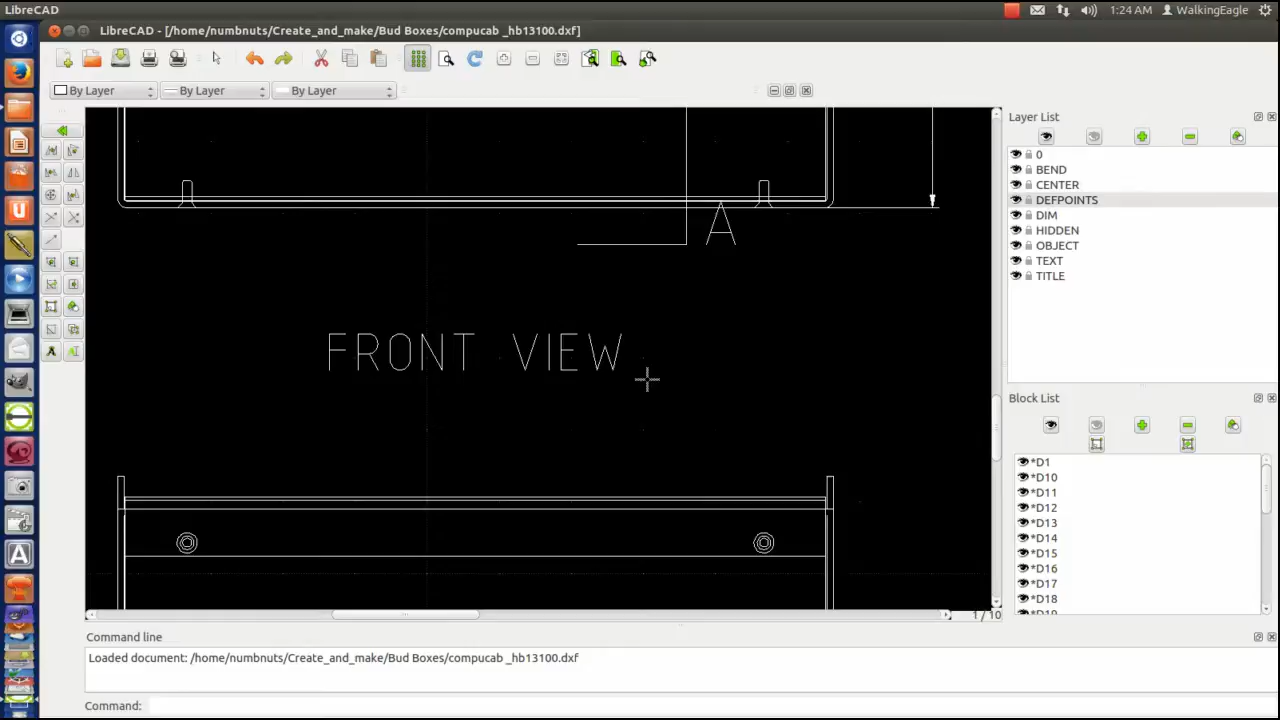 LibreCAD
1:24 AM
WalkingEagle
LibreCAD - [/home/numbnuts/Create_and_make/Bud Boxes/compucab _hb13100.dxf]
By Layer
By Layer
By Layer
Layer List
0
BEND
CENTER
DEFPOINTS
DIM
HIDDEN
OBJECT
TEXT
TITLE
A
FRONT VIEW
Block List
*D1
*D10
*D11
*D12
*D13
*D14
*D15
*D16
*D17
*D18
*D19
1 / 10
Command line
Loaded document: /home/numbnuts/Create_and_make/Bud Boxes/compucab _hb13100.dxf
Command: